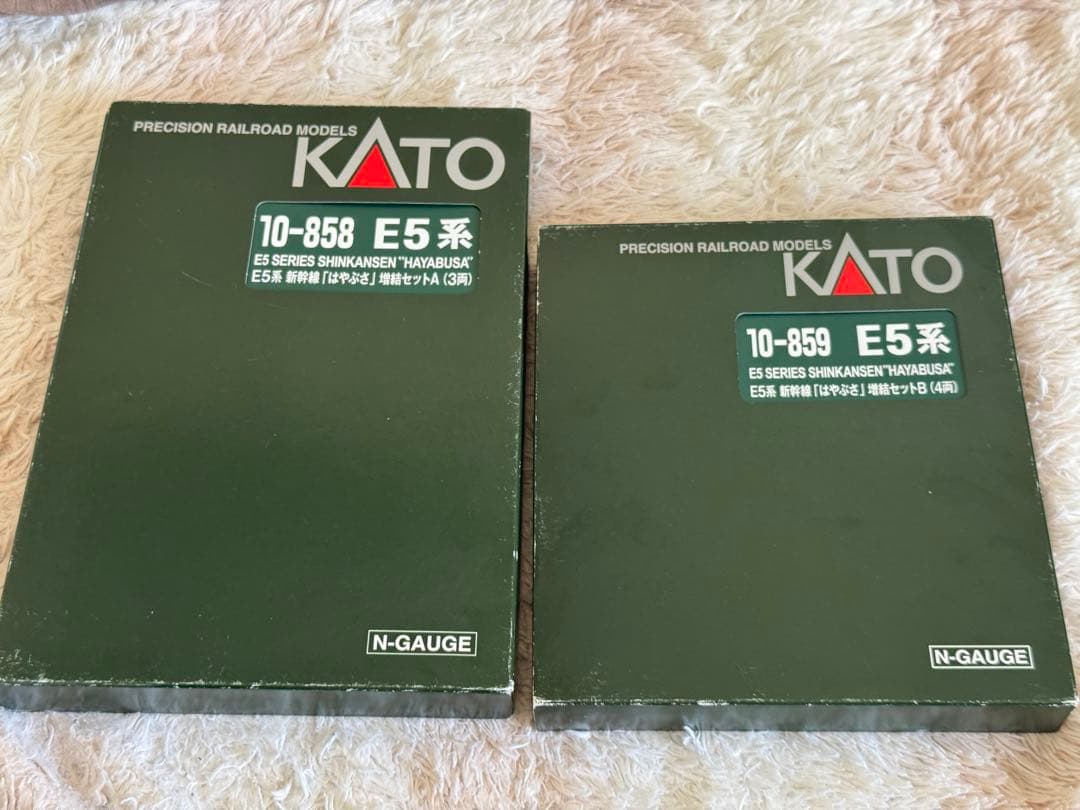 PRECISION RAILROAD MODELS
KATO
10-858 E5系
E5 SERIES SHINKANSEN "HAYABUSA"
E5系 新幹線「はやぶさ」増結セットA (3両)
N-GAUGE
PRECISION RAILROAD MODELS
KATO
10-859 E5系
E5 SERIES SHINKANSEN "HAYABUSA"
E5系 新幹線「はやぶさ」増結セットB (4両)
N-GAUGE